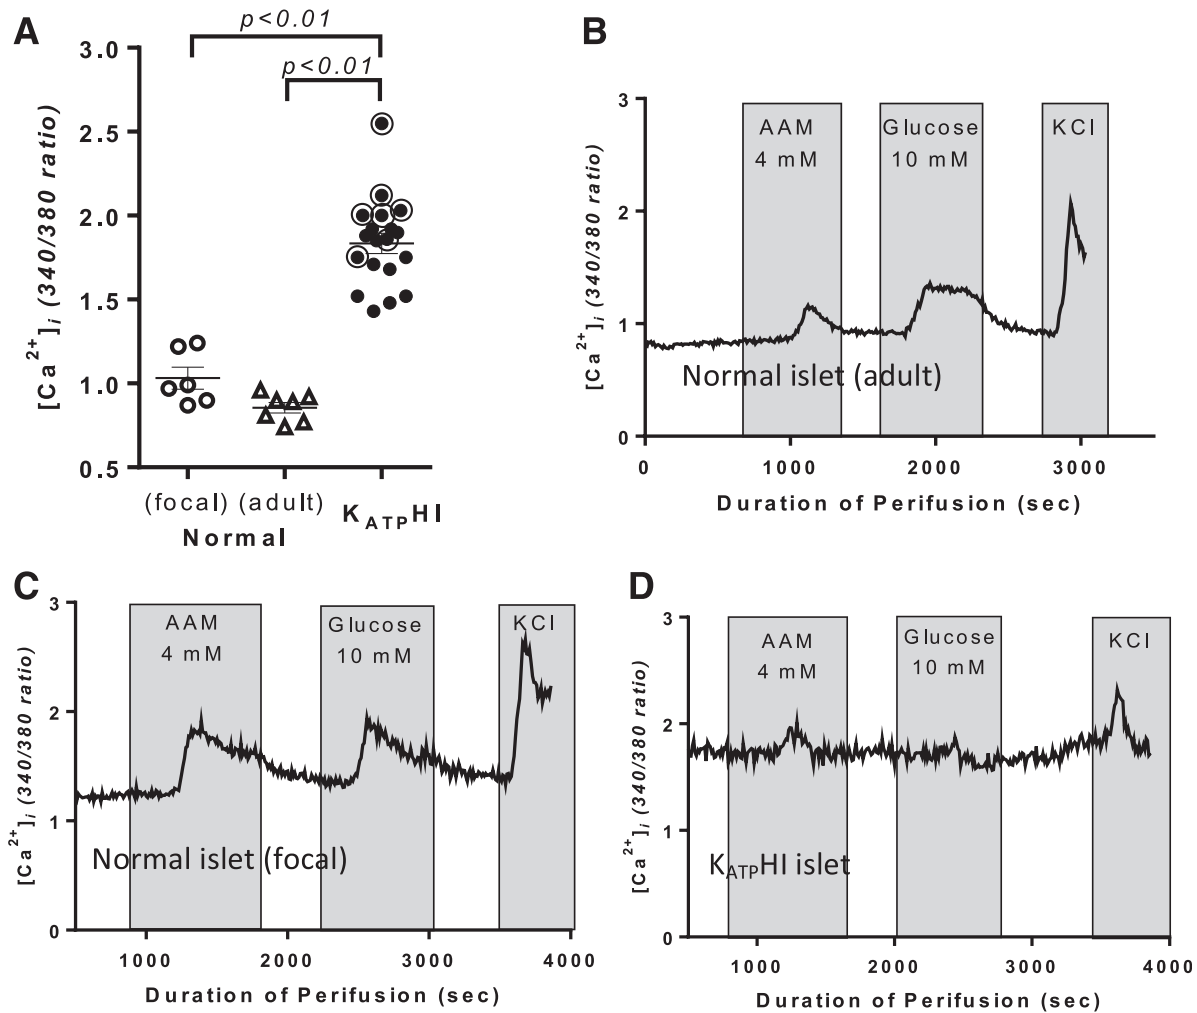 A
p<0.01
p<0.01
[Ca2+]i (340/380 ratio)
3.0
2.5
2.0
1.5
1.0
0.5
(focal) (adult)
Normal
KATPHI
B
[Ca2+]i (340/380 ratio)
3
2
1
0
AAM
4 mM
Glucose
10 mM
KCl
Normal islet (adult)
0 1000 2000 3000
Duration of Perifusion (sec)
C
[Ca2+]i (340/380 ratio)
3
2
1
0
AAM
4 mM
Glucose
10 mM
KCl
Normal islet (focal)
1000 2000 3000 4000
Duration of Perifusion (sec)
D
[Ca2+]i (340/380 ratio)
3
2
1
0
AAM
4 mM
Glucose
10 mM
KCl
KATPHI islet
1000 2000 3000 4000
Duration of Perifusion (sec)